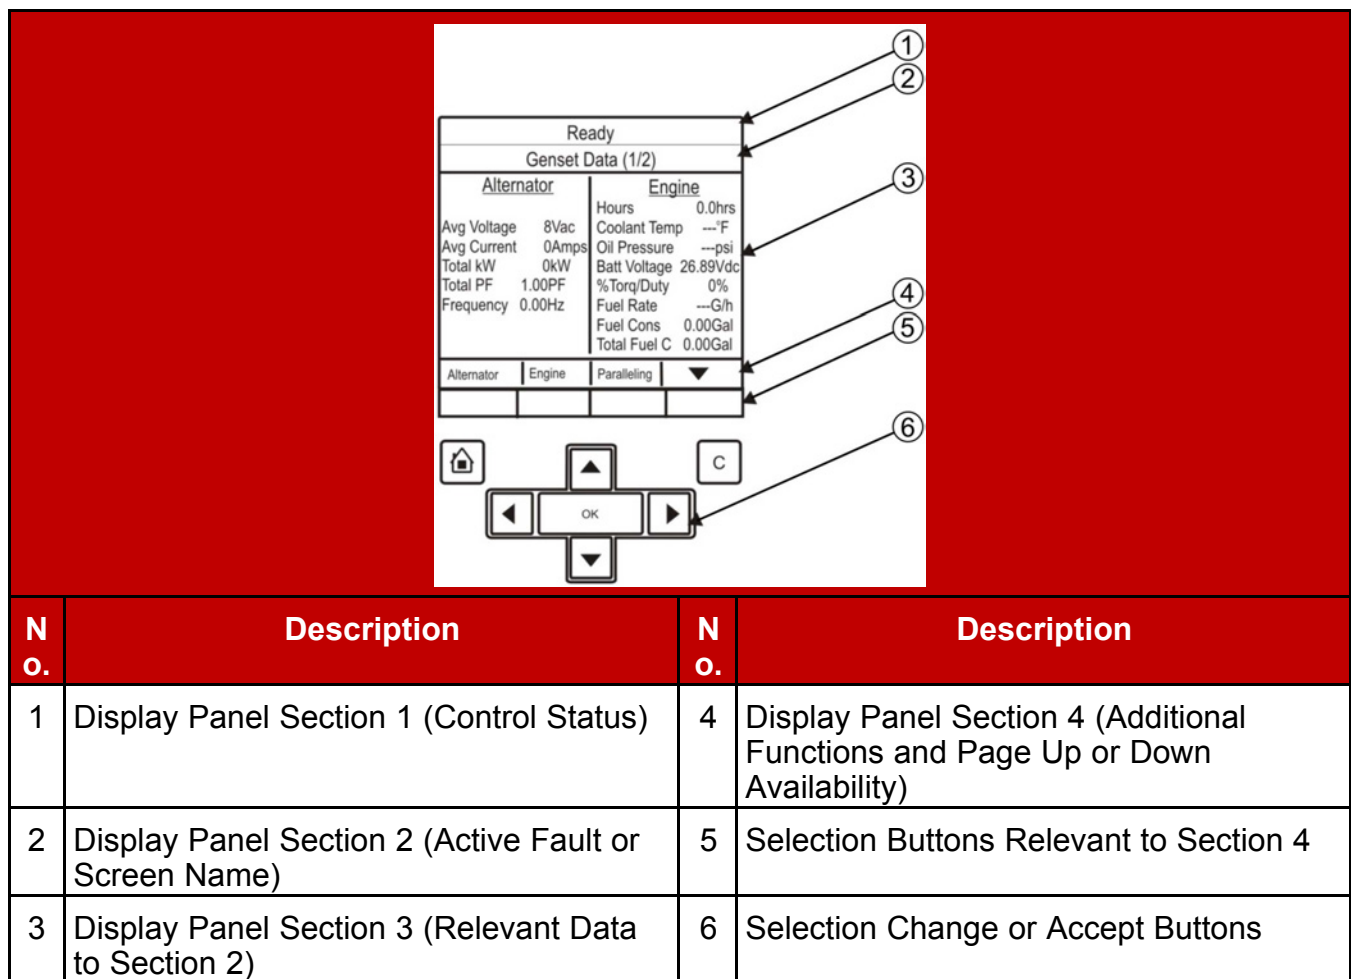 1
2
Ready
Genset Data (1/2)
3
Alternator
Engine
Hours 0.0hrs
Avg Voltage 8Vac
Coolant Temp ---°F
Avg Current 0Amps
Oil Pressure ---psi
Total kW 0kW
Batt Voltage 26.89Vdc
Total PF 1.00PF
%Torq/Duty 0%
Frequency 0.00Hz
Fuel Rate ---G/h
Fuel Cons 0.00Gal
Total Fuel C 0.00Gal
4
5
Alternator Engine Paralleling
6
C
OK
N
o.
Description
N
o.
Description
1 Display Panel Section 1 (Control Status)
4 Display Panel Section 4 (Additional
Functions and Page Up or Down
Availability)
2 Display Panel Section 2 (Active Fault or
Screen Name)
5 Selection Buttons Relevant to Section 4
3 Display Panel Section 3 (Relevant Data
to Section 2)
6 Selection Change or Accept Buttons